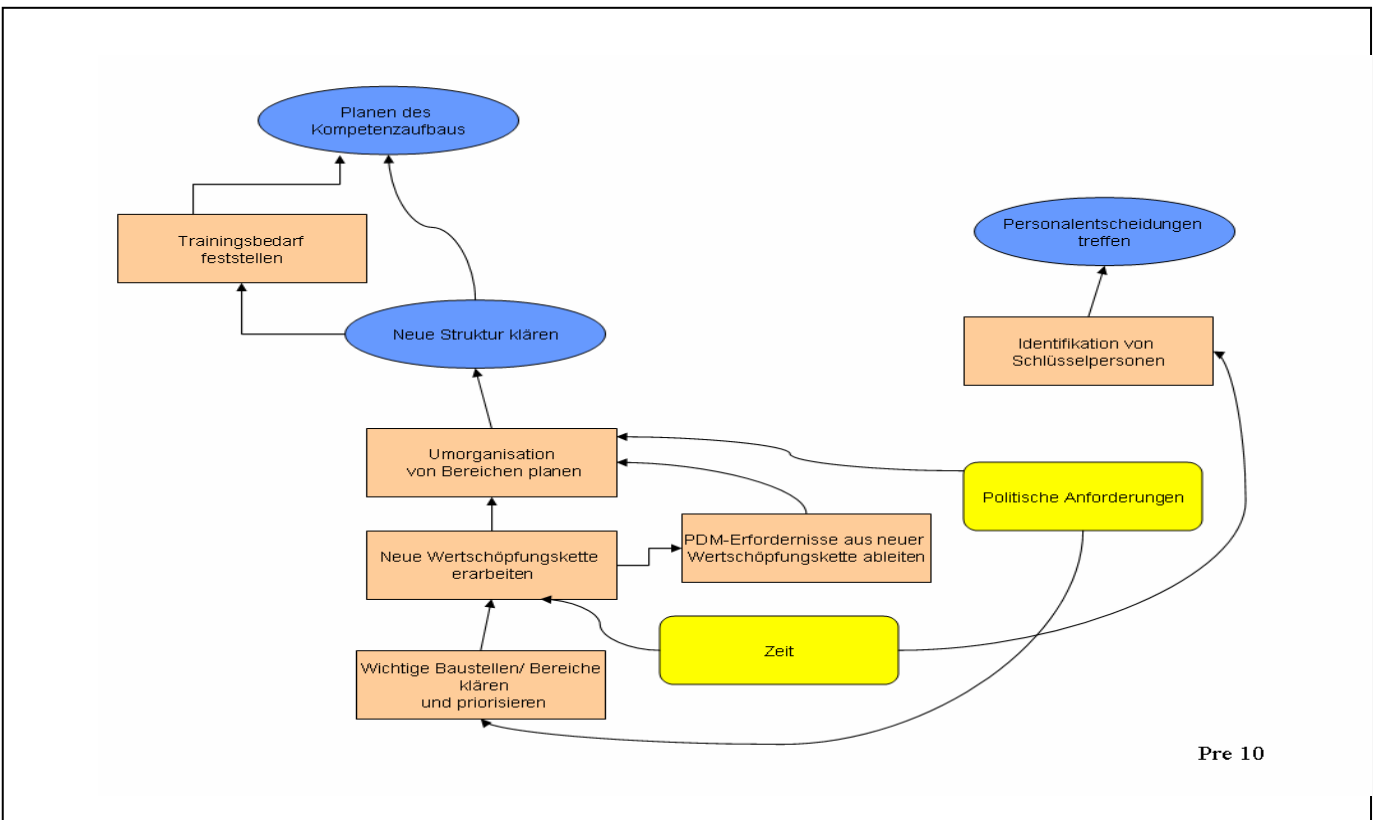 Planen des
Kompetenzaufbaus
Trainingsbedarf
feststellen
Personalentscheidungen
treffen
Neue Struktur klären
Identifikation von
Schlüsselpersonen
Umorganisation
von Bereichen planen
Politische Anforderungen
Neue Wertschöpfungskette
erarbeiten
PDM-Erfordernisse aus neuer
Wertschöpfungskette ableiten
Zeit
Wichtige Baustellen/ Bereiche
klären
und priorisieren
Pre 10